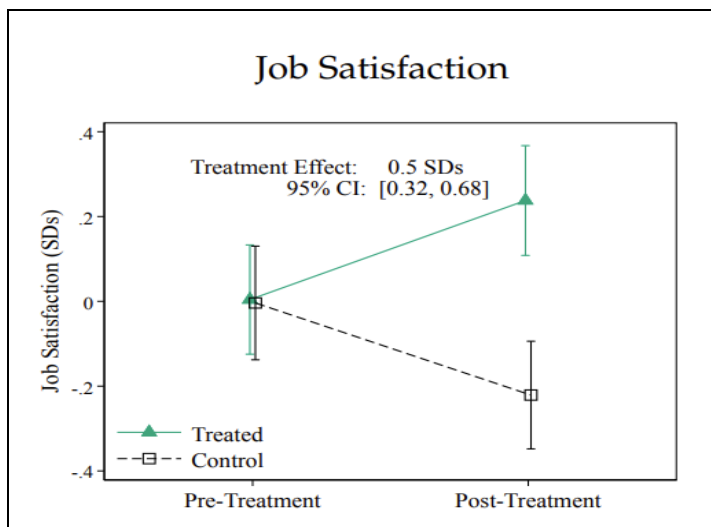 Job Satisfaction
Treatment Effect: 0.5 SDs
95% CI: [0.32, 0.68]
Job Satisfaction (SDs)
.4
.2
0
-.2
-.4
Treated
Control
Pre-Treatment
Post-Treatment